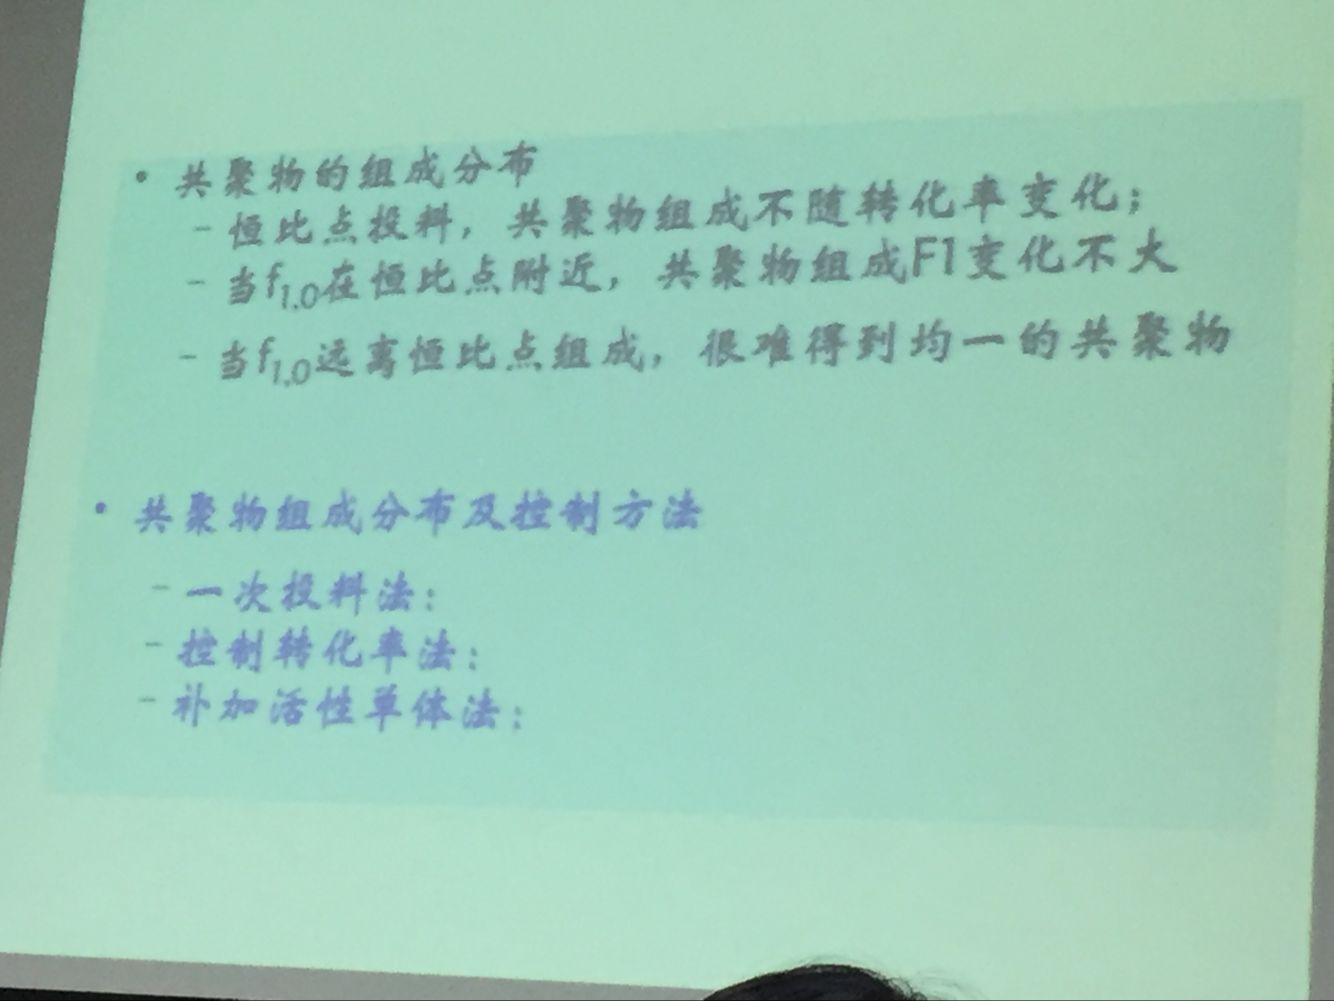 • 共聚物的组成分布
– 恒比点投料，共聚物组成不随转化率变化；
– 当f1,0在恒比点附近，共聚物组成F1变化不大
– 当f1,0远离恒比点组成，很难得到均一的共聚物
• 共聚物组成分布及控制方法
– 一次投料法：
– 控制转化率法：
– 补加活性单体法：